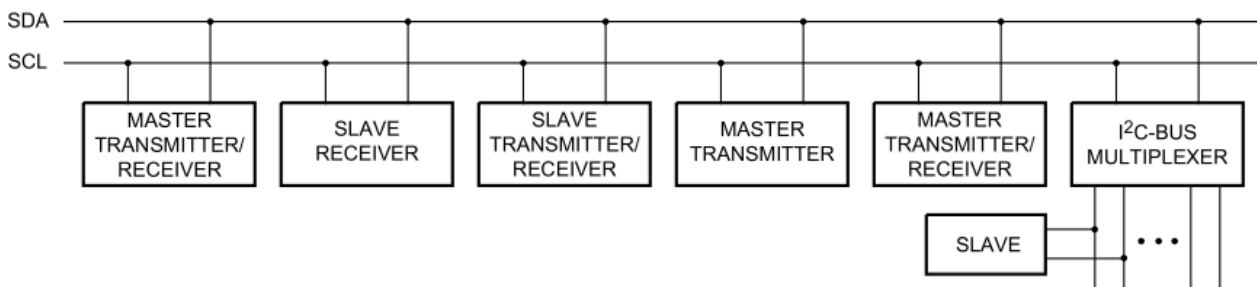 SDA
SCL
MASTER
TRANSMITTER/
RECEIVER
SLAVE
RECEIVER
SLAVE
TRANSMITTER/
RECEIVER
MASTER
TRANSMITTER
MASTER
TRANSMITTER/
RECEIVER
I²C-BUS
MULTIPLEXER
SLAVE